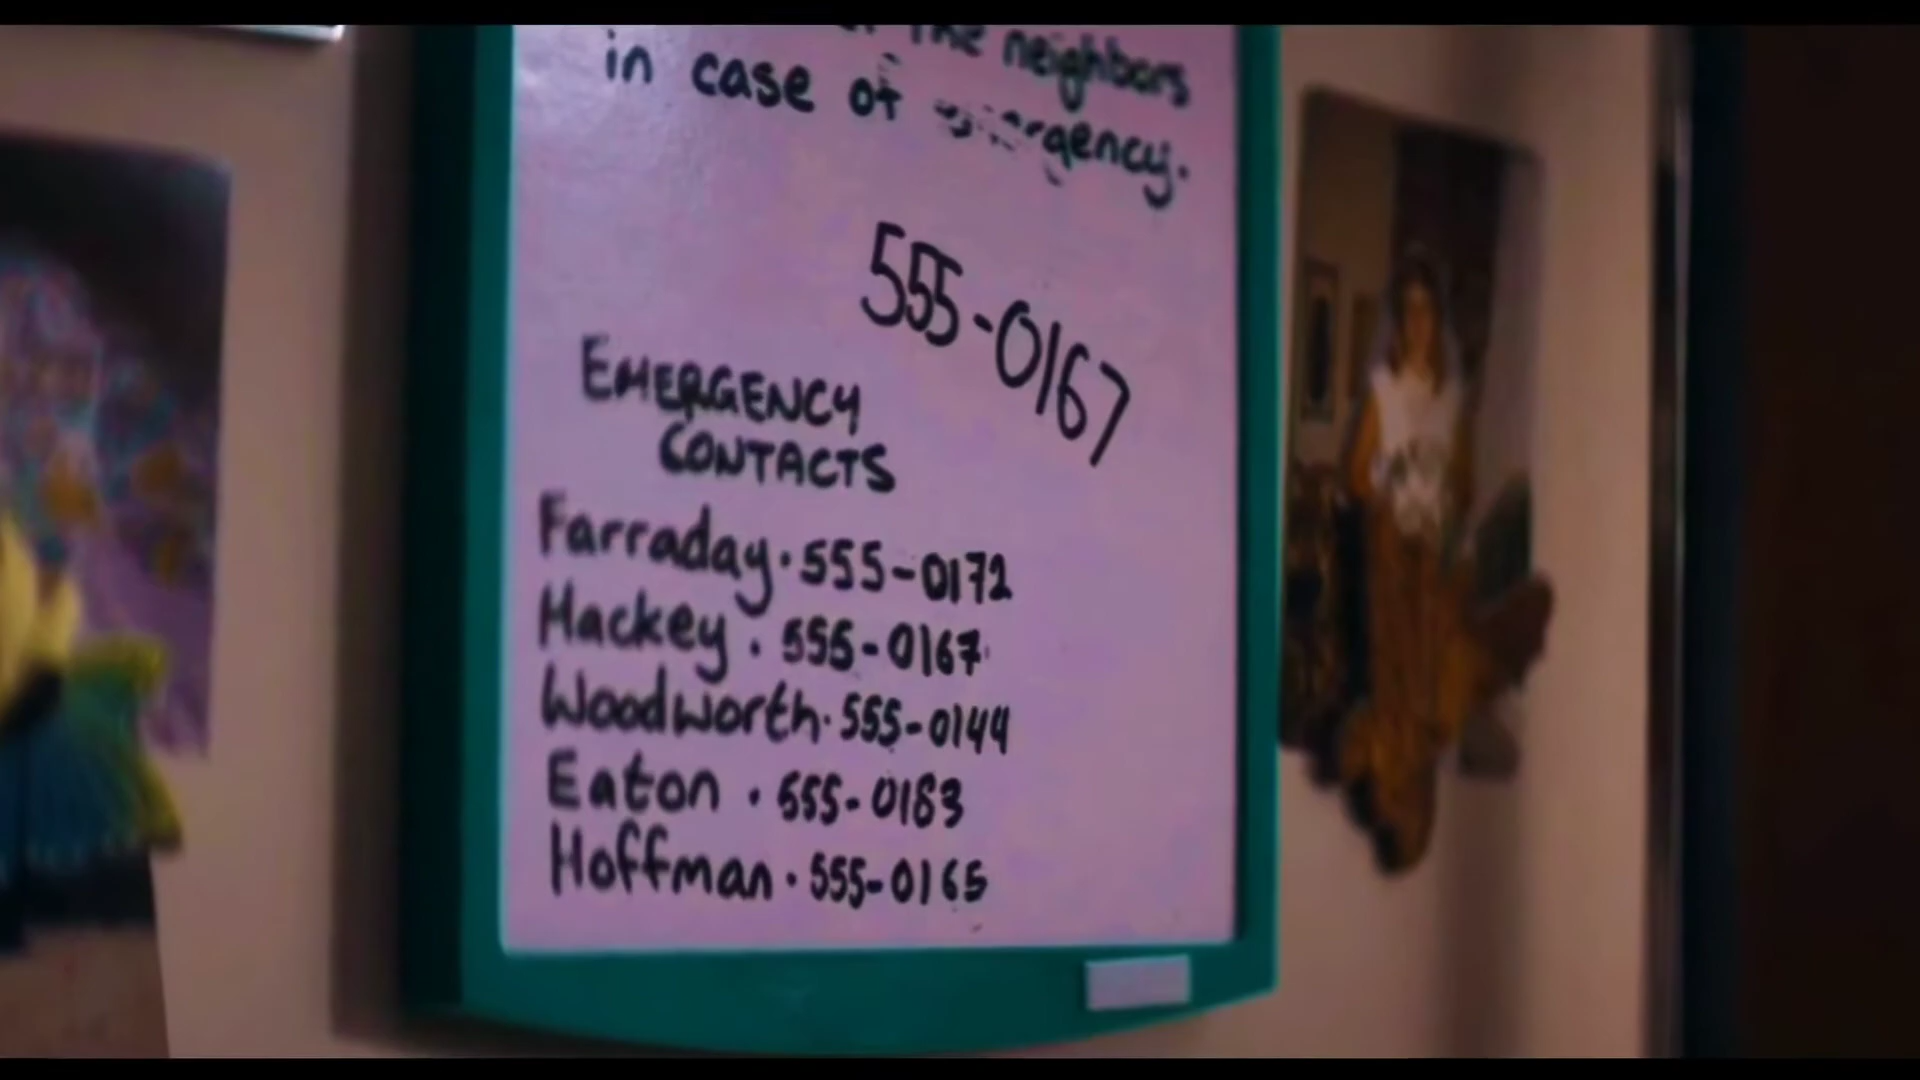 the neighbors
in case of
555-0167
EMERGENCY
CONTACTS
Farraday · 555-0172
Mackey · 555-0167
Woodworth · 555-0144
Eaton · 555-0183
Hoffman · 555-0165